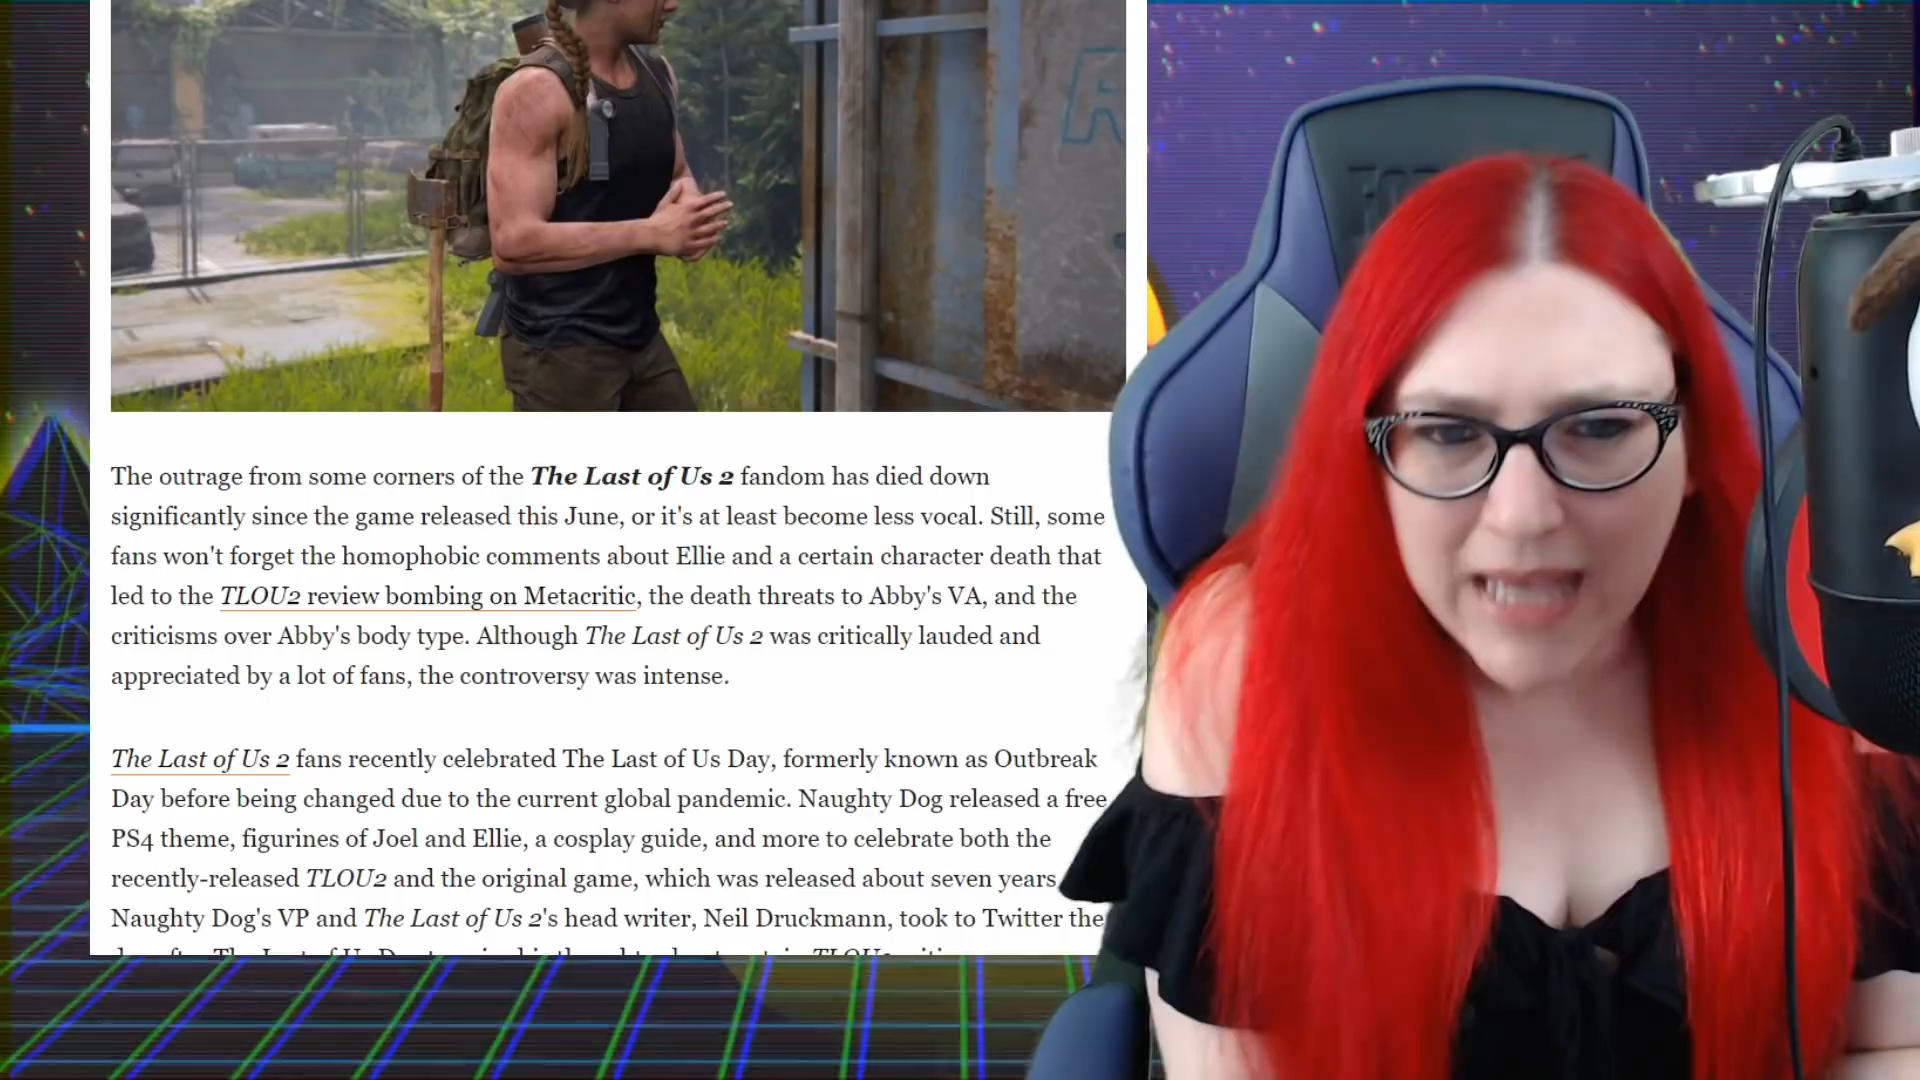 The outrage from some corners of the The Last of Us 2 fandom has died down
significantly since the game released this June, or it's at least become less vocal. Still, some
fans won't forget the homophobic comments about Ellie and a certain character death that
led to the TLOU2 review bombing on Metacritic, the death threats to Abby's VA, and the
criticisms over Abby's body type. Although The Last of Us 2 was critically lauded and
appreciated by a lot of fans, the controversy was intense.
The Last of Us 2 fans recently celebrated The Last of Us Day, formerly known as Outbreak
Day before being changed due to the current global pandemic. Naughty Dog released a free
PS4 theme, figurines of Joel and Ellie, a cosplay guide, and more to celebrate both the
recently-released TLOU2 and the original game, which was released about seven years
Naughty Dog's VP and The Last of Us 2's head writer, Neil Druckmann, took to Twitter the